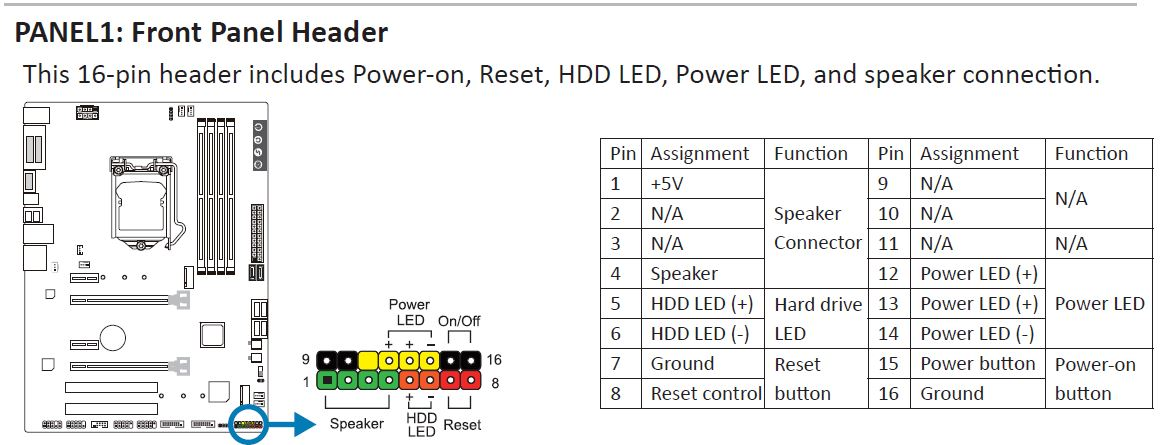 PANEL1: Front Panel Header
This 16-pin header includes Power-on, Reset, HDD LED, Power LED, and speaker connection.
Power
LED On/Off
+ + −
9 16
1 8
+ −
Speaker HDD LED Reset
Pin Assignment Function Pin Assignment Function
1 +5V Speaker Connector 9 N/A N/A
2 N/A 10 N/A
3 N/A 11 N/A N/A
4 Speaker 12 Power LED (+) Power LED
5 HDD LED (+) Hard drive LED 13 Power LED (+)
6 HDD LED (-) 14 Power LED (-)
7 Ground Reset button 15 Power button Power-on button
8 Reset control 16 Ground